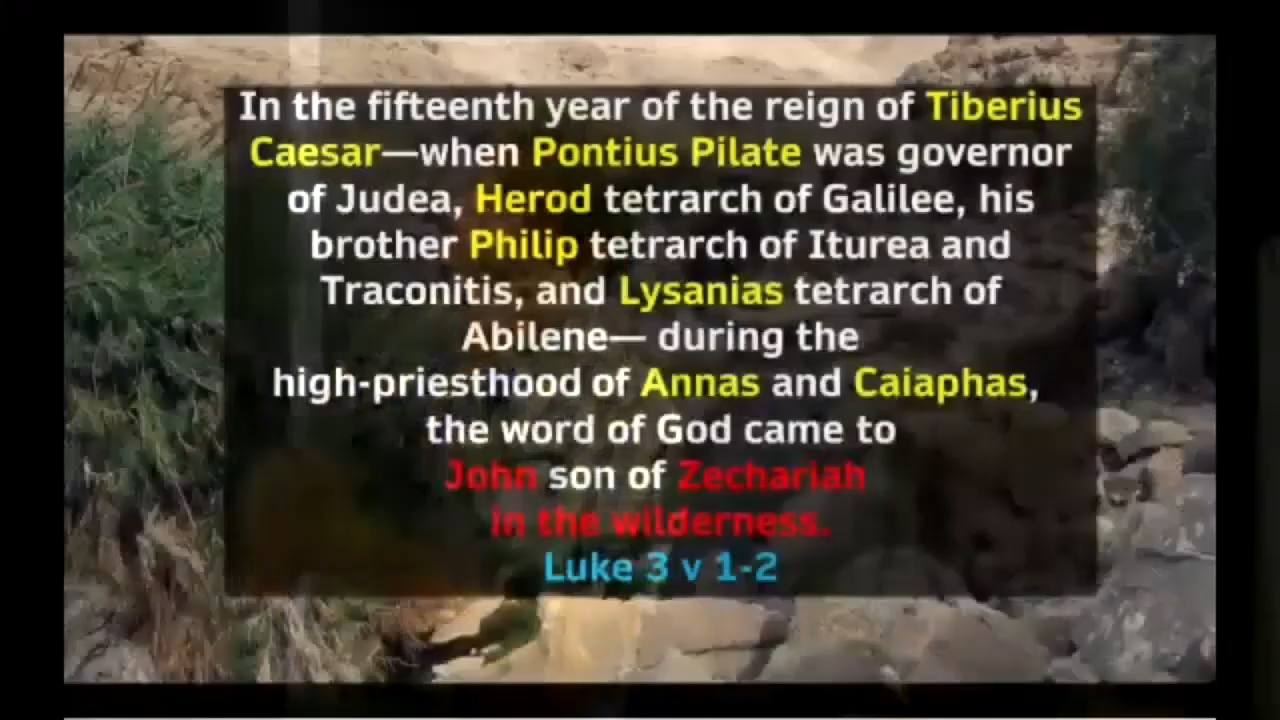 In the fifteenth year of the reign of Tiberius
Caesar—when Pontius Pilate was governor
of Judea, Herod tetrarch of Galilee, his
brother Philip tetrarch of Iturea and
Traconitis, and Lysanias tetrarch of
Abilene— during the
high-priesthood of Annas and Caiaphas,
the word of God came to
John son of Zechariah
in the wilderness.
Luke 3 v 1-2